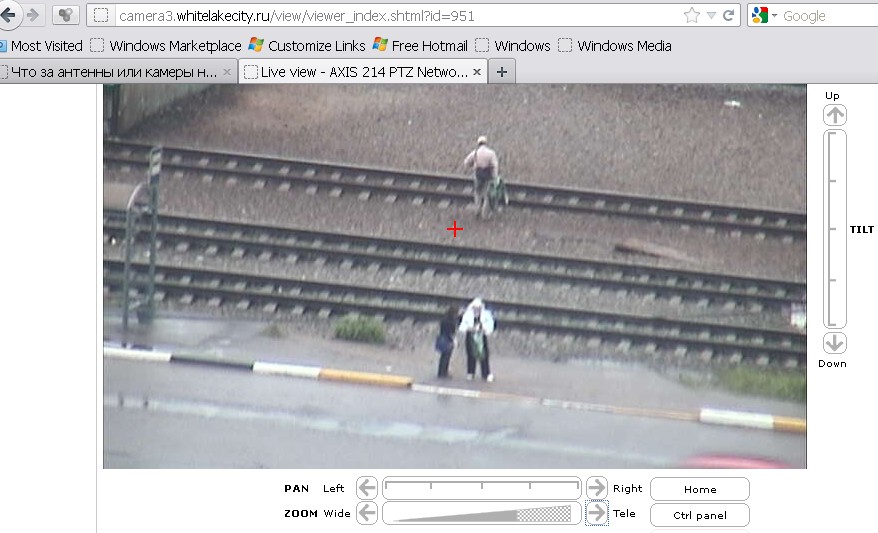 camera3.whitelakecity.ru/view/viewer_index.shtml?id=951
Google
Most Visited Windows Marketplace Customize Links Free Hotmail Windows Windows Media
Что за антенны или камеры н...
Live view - AXIS 214 PTZ Netwo...
Up
TILT
Down
PAN Left Right Home
ZOOM Wide Tele Ctrl panel